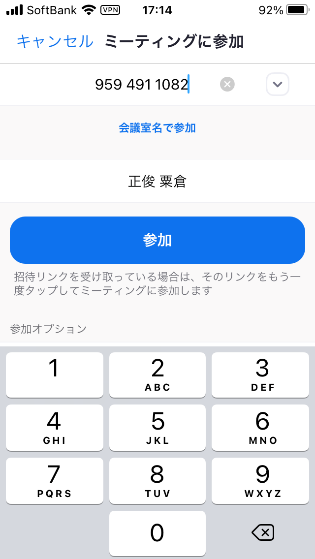 SoftBank VPN 17:14 92%
キャンセル ミーティングに参加
959 491 1082
会議室名で参加
正俊 粟倉
参加
招待リンクを受け取っている場合は、そのリンクをもう一
度タップしてミーティングに参加します
参加オプション
1 2 3
ABC DEF
4 5 6
GHI JKL MNO
7 8 9
PQRS TUV WXYZ
0